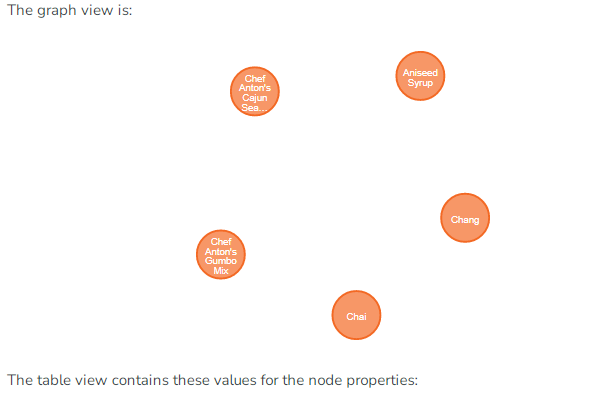 The graph view is:
Chef
Anton's
Cajun
Sea...
Aniseed
Syrup
Chang
Chef
Anton's
Gumbo
Mix
Chai
The table view contains these values for the node properties: